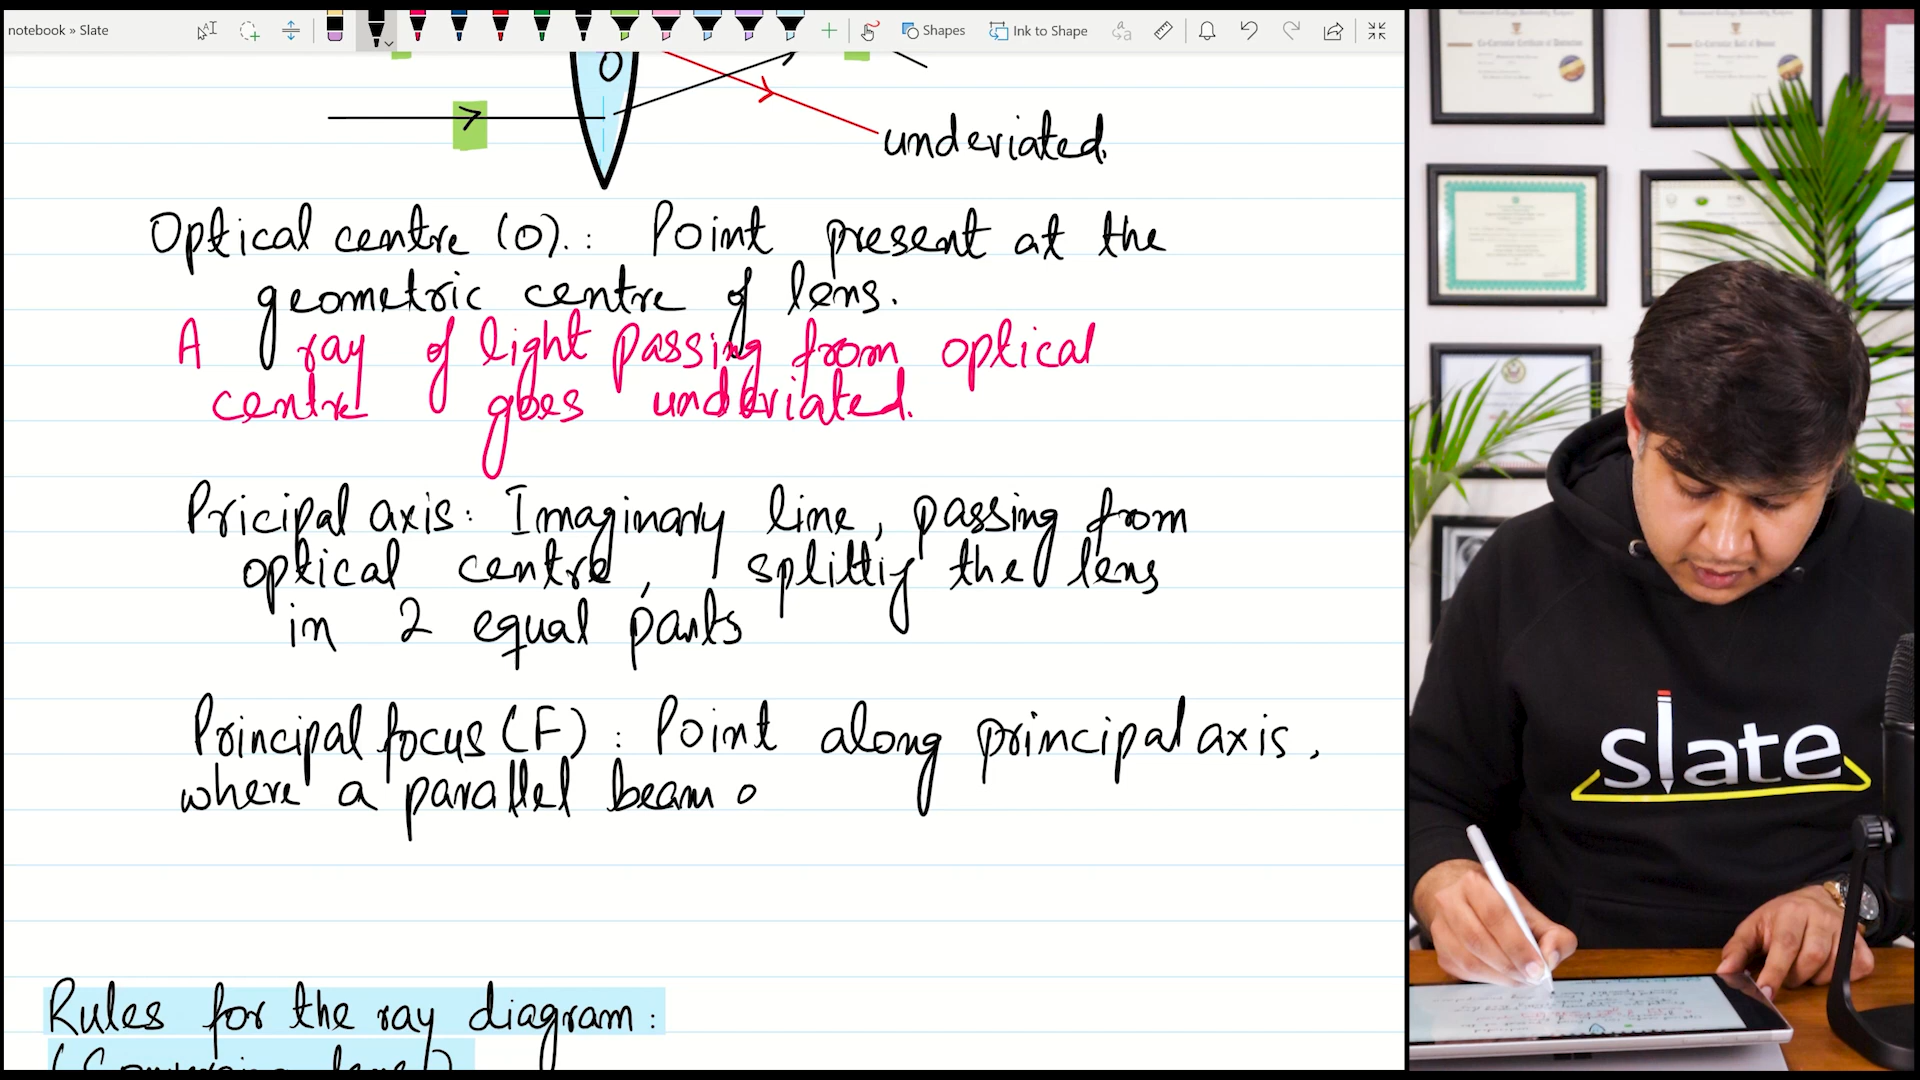 notebook » Slate
Shapes
Ink to Shape
O
undeviated.
Optical centre (O). : Point present at the
geometric centre of lens.
A ray of light passing from optical
centre goes undeviated.
Pricipal axis: Imaginary line, passing from
optical centre, splittig the lens
in 2 equal parts
Principal focus (F) : Point along principal axis,
where a parallel beam o
Rules for the ray diagram :
slate